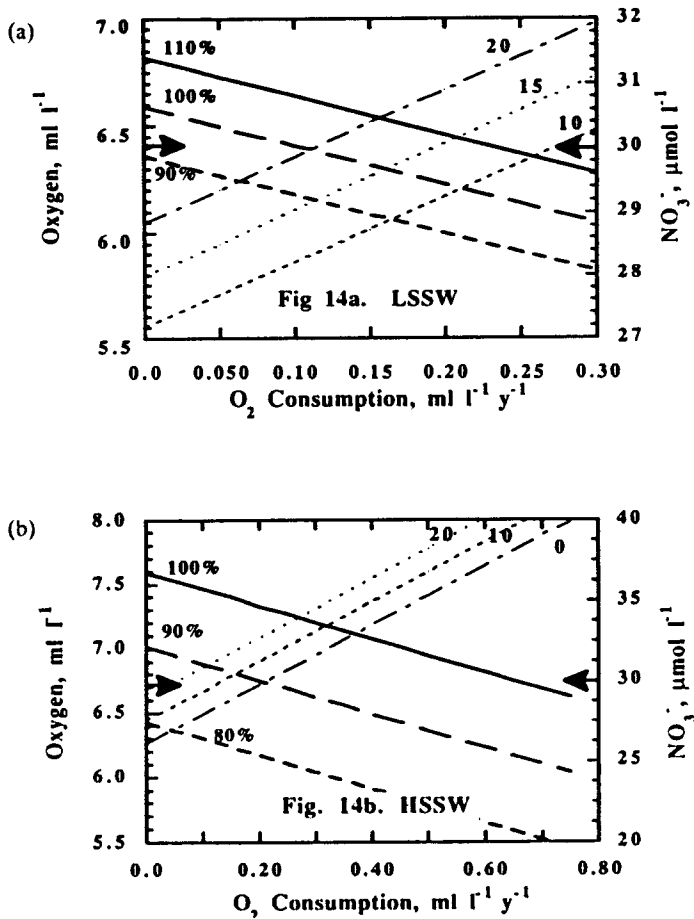 (a)
7.0
6.5
6.0
5.5
Oxygen, ml l⁻¹
110%
100%
90%
20
15
10
Fig 14a. LSSW
32
31
30
29
28
27
NO₃⁻, μmol l⁻¹
0.0 0.050 0.10 0.15 0.20 0.25 0.30
O₂ Consumption, ml l⁻¹ y⁻¹
(b)
8.0
7.5
7.0
6.5
6.0
5.5
Oxygen, ml l⁻¹
100%
90%
80%
20
10
0
Fig. 14b. HSSW
40
35
30
25
20
NO₃⁻, μmol l⁻¹
0.0 0.20 0.40 0.60 0.80
O₂ Consumption, ml l⁻¹ y⁻¹